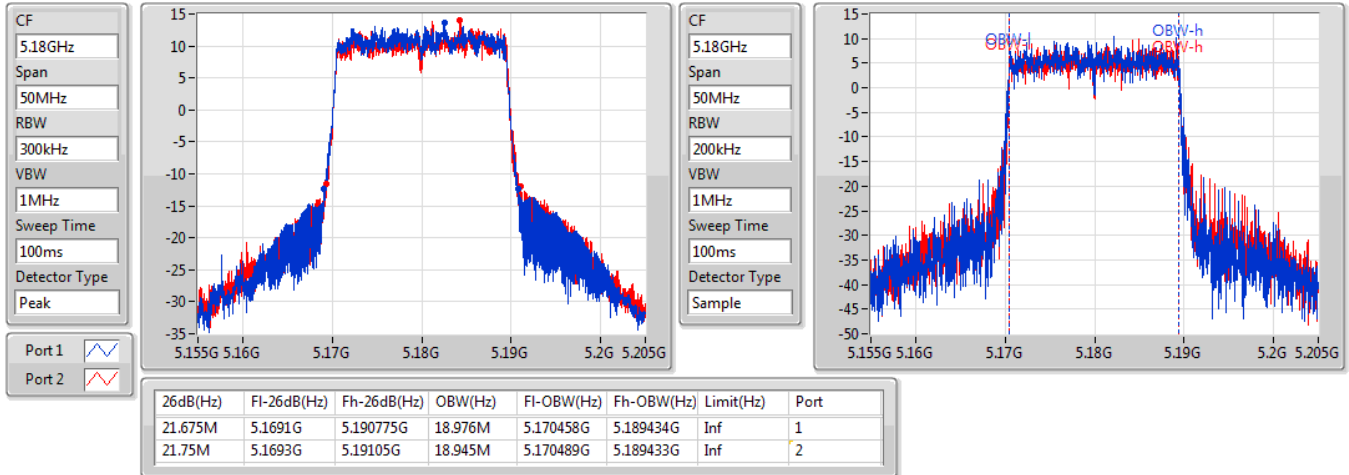 CF
5.18GHz
Span
50MHz
RBW
300kHz
VBW
1MHz
Sweep Time
100ms
Detector Type
Peak
Port 1
Port 2
15
10
5
0
-5
-10
-15
-20
-25
-30
-35
5.155G 5.16G 5.17G 5.18G 5.19G 5.2G 5.205G
CF
5.18GHz
Span
50MHz
RBW
200kHz
VBW
1MHz
Sweep Time
100ms
Detector Type
Sample
15
10
5
0
-5
-10
-15
-20
-25
-30
-35
-40
-45
-50
OBW-l
OBW-l
OBW-h
OBW-h
5.155G 5.16G 5.17G 5.18G 5.19G 5.2G 5.205G
26dB(Hz) Fl-26dB(Hz) Fh-26dB(Hz) OBW(Hz) Fl-OBW(Hz) Fh-OBW(Hz) Limit(Hz) Port
21.675M 5.1691G 5.190775G 18.976M 5.170458G 5.189434G Inf 1
21.75M 5.1693G 5.19105G 18.945M 5.170489G 5.189433G Inf 2